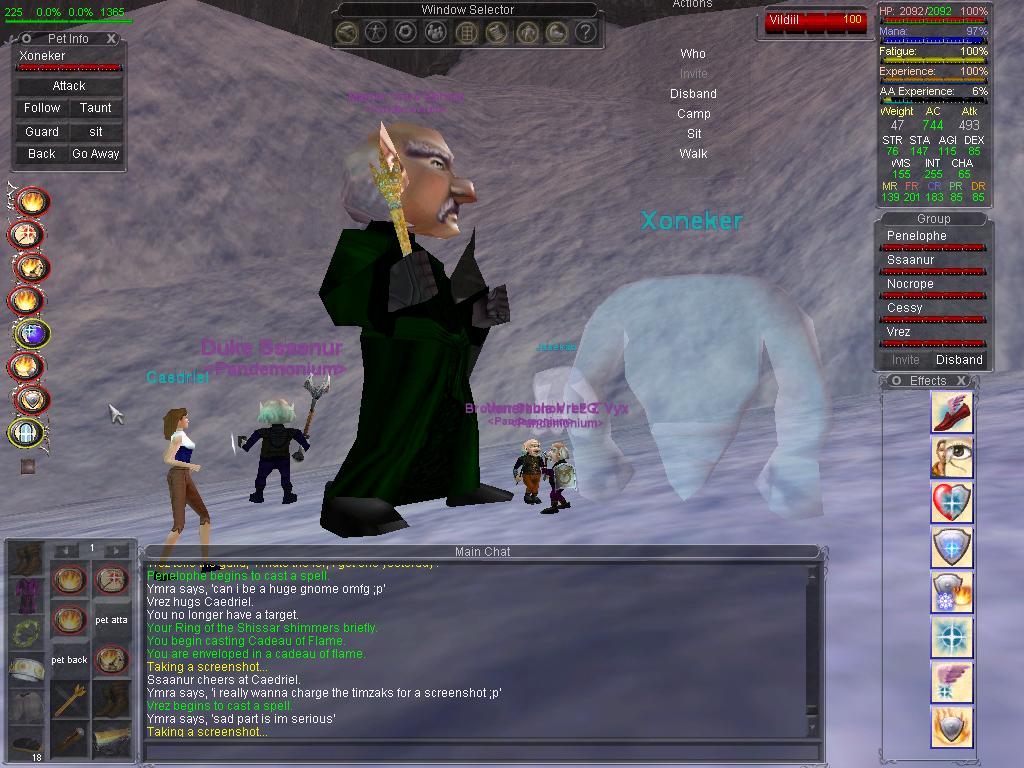 225 0.0% 0.0% 1365
Pet Info
Xoneker
Attack
Follow Taunt
Guard sit
Back Go Away
Window Selector
Actions
Who
Invite
Disband
Camp
Sit
Walk
Vildiil 100
HP: 2092/2092 100%
Mana: 97%
Fatigue: 100%
Experience: 100%
AA Experience: 6%
Weight AC Atk
47 744 493
STR STA AGI DEX
76 147 115 85
WIS INT CHA
155 255 65
MR FR CR PR DR
139 201 183 85 85
Group
Penelophe
Ssaanur
Nocrope
Cessy
Vrez
Invite Disband
Effects
Xoneker
Duke Ssaanur
<Pandemonium>
Caedriel
Vyx
<Pandemonium>
1
pet atta
pet back
18
Main Chat
Penelophe begins to cast a spell.
Ymra says, 'can i be a huge gnome omfg ;p'
Vrez hugs Caedriel.
You no longer have a target.
Your Ring of the Shissar shimmers briefly.
You begin casting Cadeau of Flame.
You are enveloped in a cadeau of flame.
Taking a screenshot...
Ssaanur cheers at Caedriel.
Ymra says, 'i really wanna charge the timzaks for a screenshot ;p'
Vrez begins to cast a spell.
Ymra says, 'sad part is im serious'
Taking a screenshot...